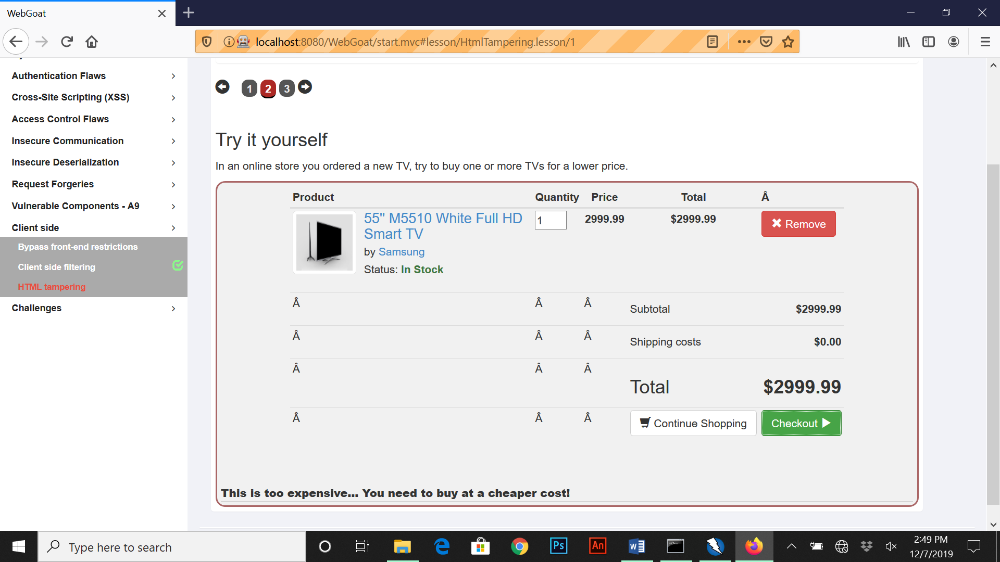 WebGoat
localhost:8080/WebGoat/start.mvc#lesson/HtmlTampering.lesson/1
Authentication Flaws
Cross-Site Scripting (XSS)
Access Control Flaws
Insecure Communication
Insecure Deserialization
Request Forgeries
Vulnerable Components - A9
Client side
Bypass front-end restrictions
Client side filtering
HTML tampering
Challenges
1 2 3
Try it yourself
In an online store you ordered a new TV, try to buy one or more TVs for a lower price.
Product Quantity Price Total Â
55" M5510 White Full HD 1 2999.99 $2999.99 Remove
Smart TV
by Samsung
Status: In Stock
Â Â Â Subtotal $2999.99
Â Â Â Shipping costs $0.00
Â Â Â Total $2999.99
Â Â Â Continue Shopping Checkout
This is too expensive... You need to buy at a cheaper cost!
Type here to search
Ps
An
W
2:49 PM
12/7/2019